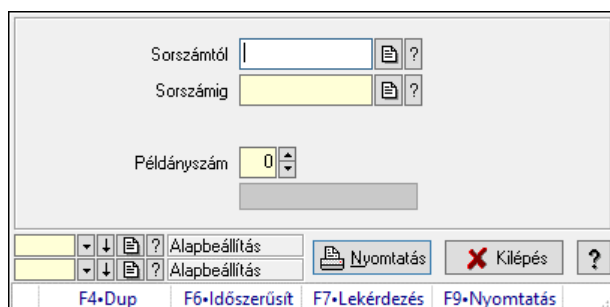 Sorszámtól
?
Sorszámig
?
Példányszám 0
? Alapbeállítás
? Alapbeállítás
Nyomtatás
Kilépés
?
F4•Dup F6•Időszerűsít F7•Lekérdezés F9•Nyomtatás